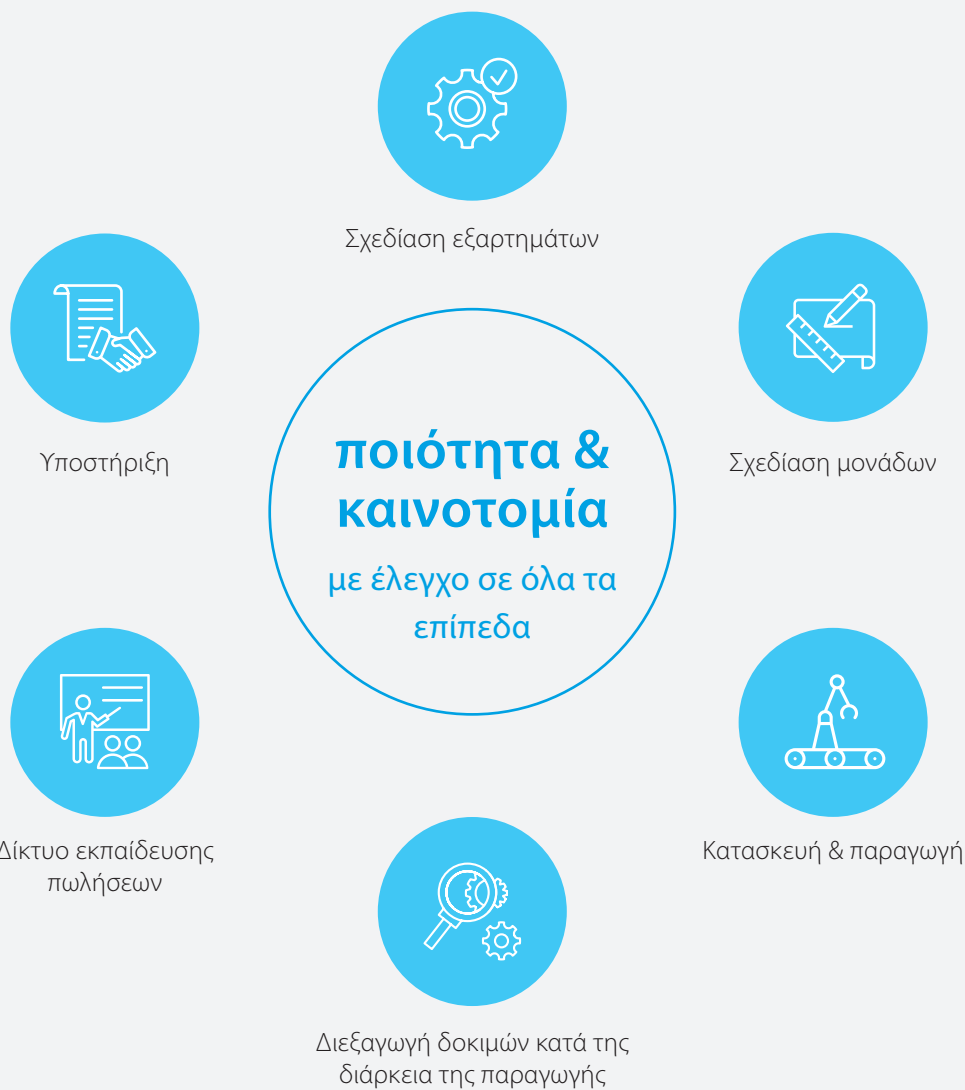 Σχεδίαση εξαρτημάτων
Υποστήριξη
Σχεδίαση μονάδων
ποιότητα &
καινοτομία
με έλεγχο σε όλα τα
επίπεδα
Δίκτυο εκπαίδευσης
πωλήσεων
Κατασκευή & παραγωγή
Διεξαγωγή δοκιμών κατά της
διάρκεια της παραγωγής